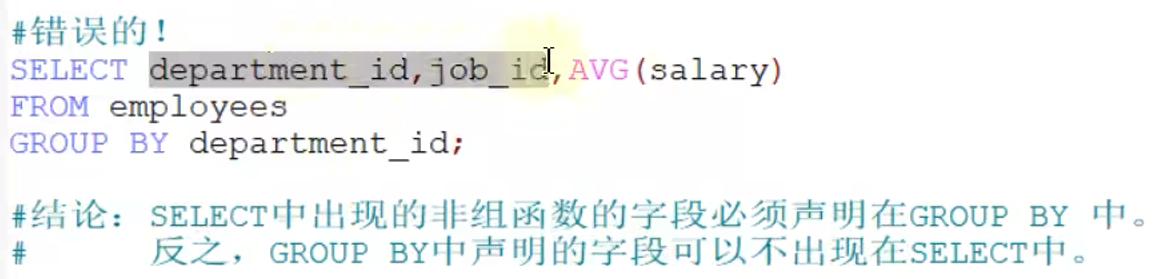 #错误的！
SELECT department_id,job_id,AVG(salary)
FROM employees
GROUP BY department_id;
#结论：SELECT中出现的非组函数的字段必须声明在GROUP BY 中。
#      反之，GROUP BY中声明的字段可以不出现在SELECT中。